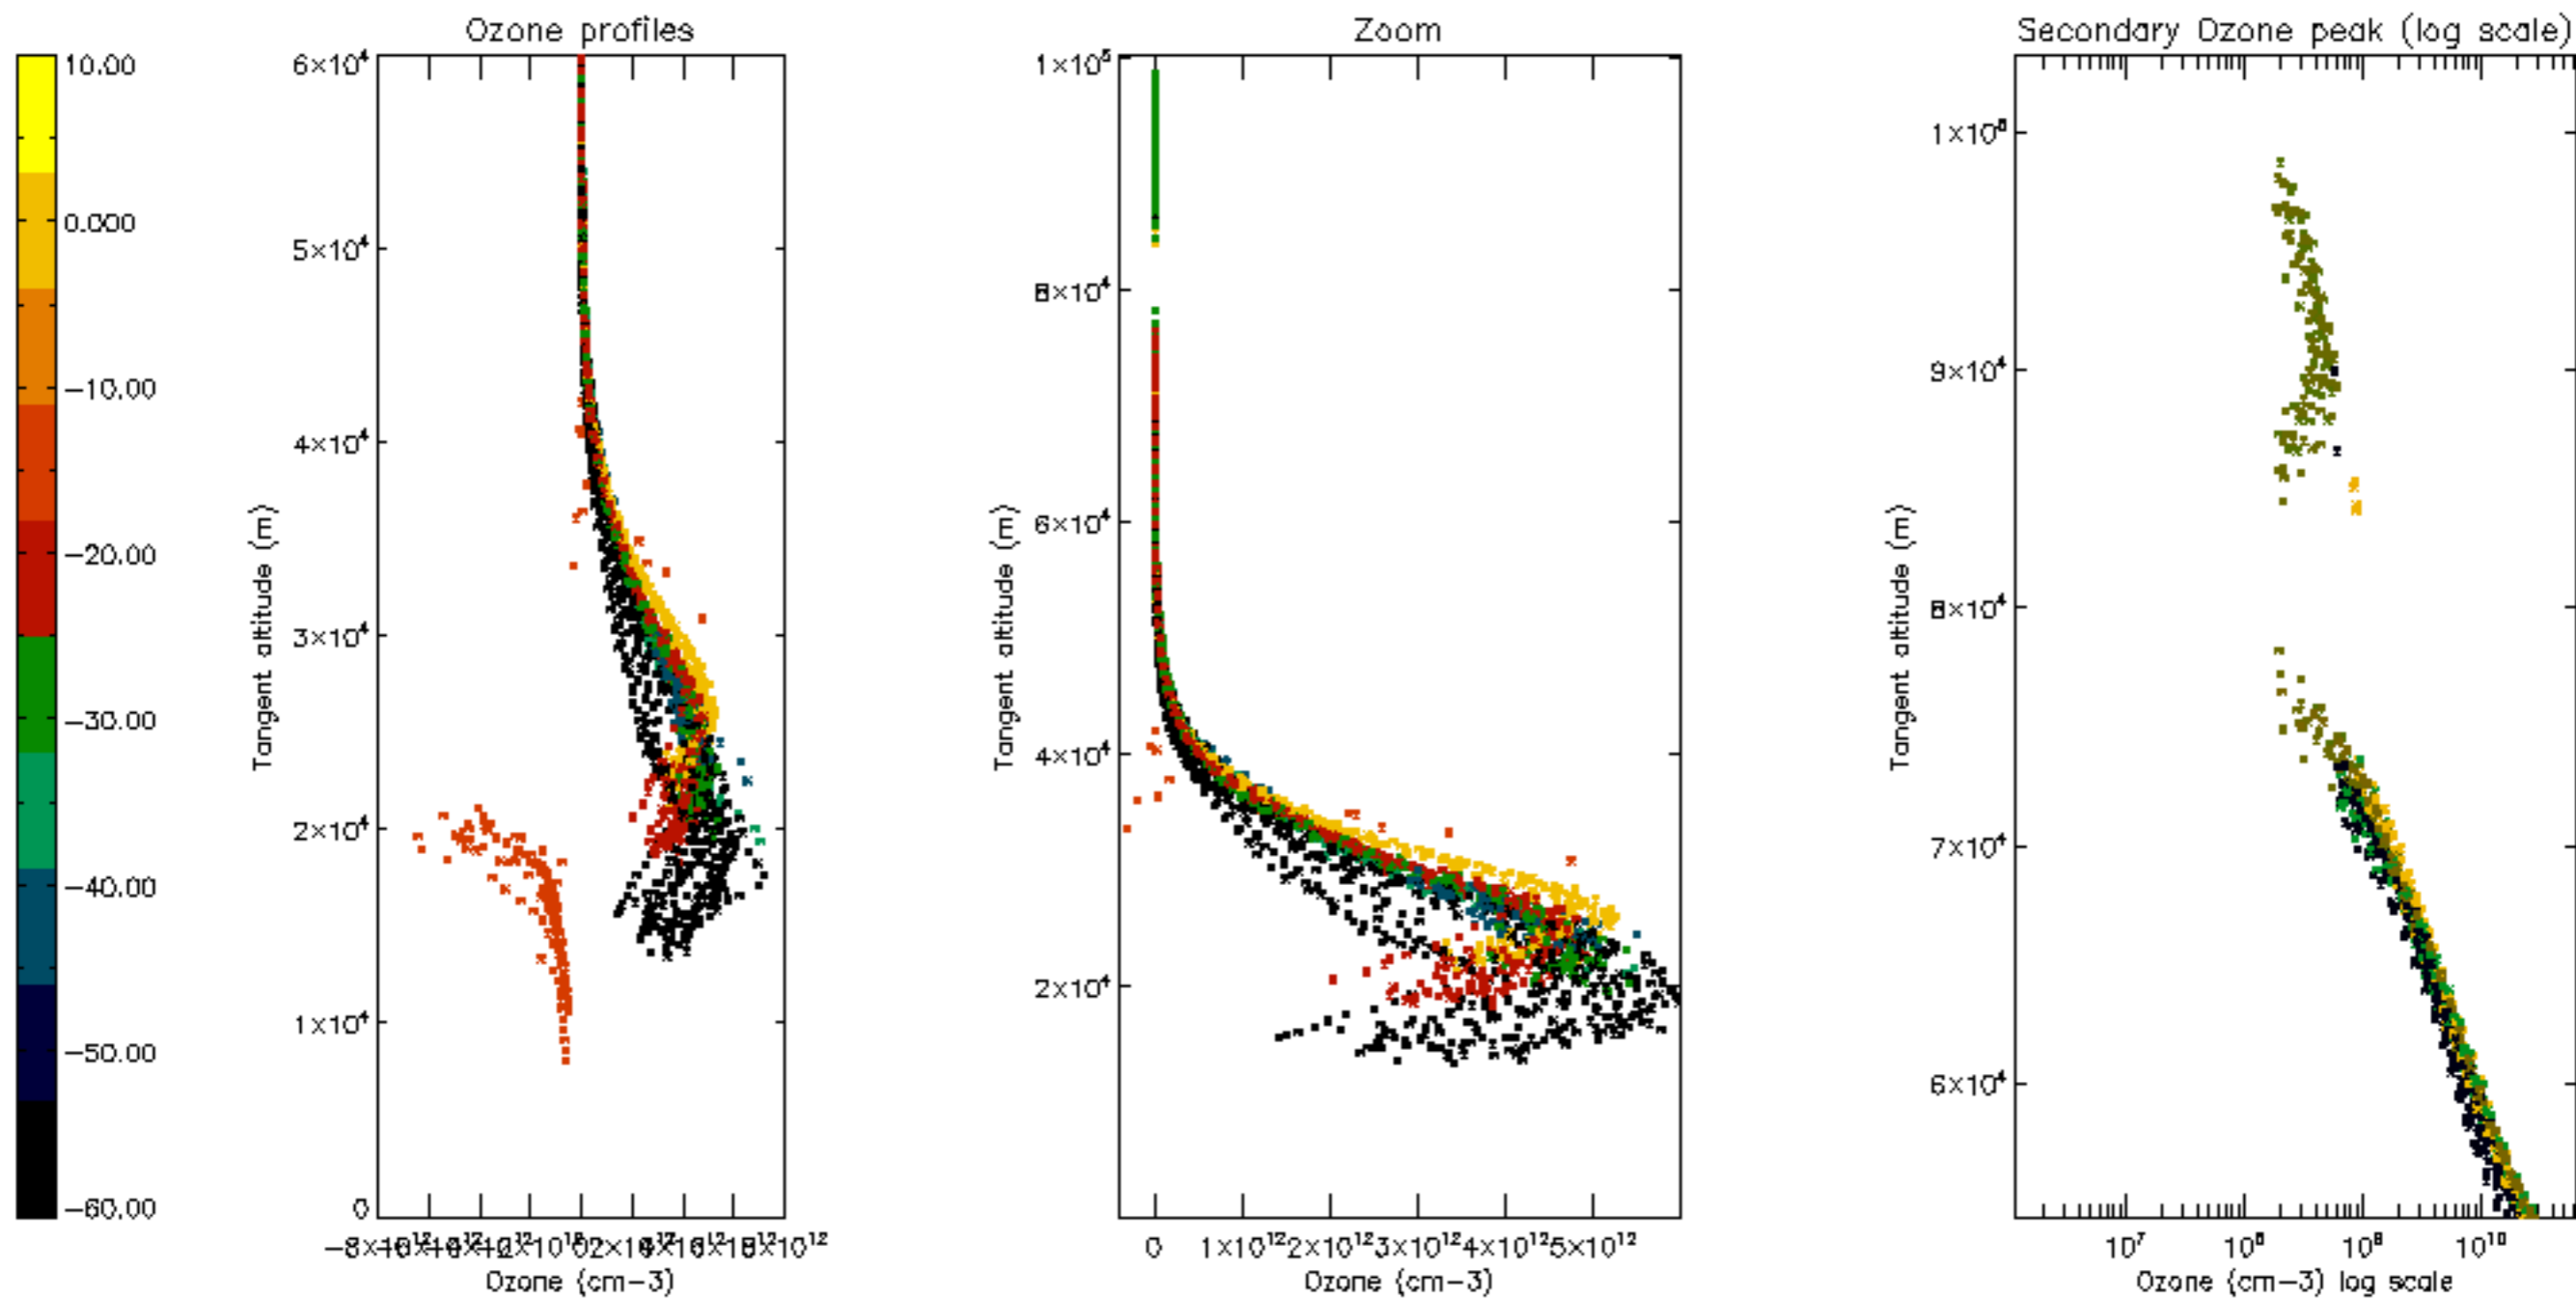 Ozone profiles
Zoom
Secondary Ozone peak (log scale)
10.00
0.000
−10.00
−20.00
−30.00
−40.00
−50.00
−60.00
6×10⁴
5×10⁴
4×10⁴
3×10⁴
2×10⁴
1×10⁴
0
Tangent altitude (m)
8×10¹²
Ozone (cm−3)
1×10⁵
8×10⁴
6×10⁴
4×10⁴
2×10⁴
Tangent altitude (m)
0 1×10¹² 2×10¹² 3×10¹² 4×10¹² 5×10¹²
Ozone (cm−3)
9×10⁴
8×10⁴
7×10⁴
6×10⁴
Tangent altitude (m)
10⁷ 10⁸ 10⁹ 10¹⁰
Ozone (cm−3) log scale